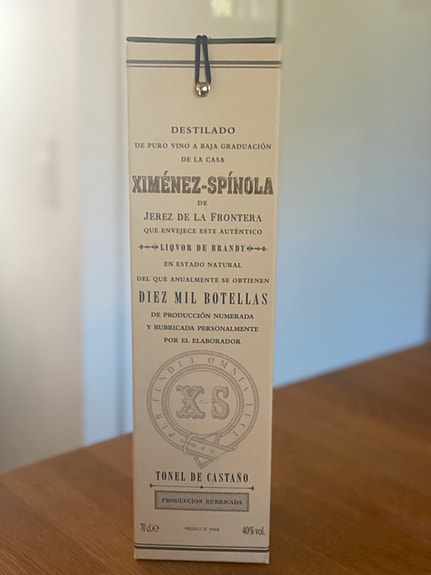 DESTILADO
DE PURO VINO A BAJA GRADUACIÓN
DE LA CASA
XIMÉNEZ-SPÍNOLA
DE
JEREZ DE LA FRONTERA
QUE ENVEJECE ESTE AUTÉNTICO
LIQVOR DE BRANDY
EN ESTADO NATURAL
DEL QUE ANUALMENTE SE OBTIENEN
DIEZ MIL BOTELLAS
DE PRODUCCIÓN NUMERADA
Y RUBRICADA PERSONALMENTE
POR EL ELABORADOR
XS
TONEL DE CASTAÑO
PRODUCCIÓN RUBRICADA
70 cl. e PRODUCT OF SPAIN 40% vol.